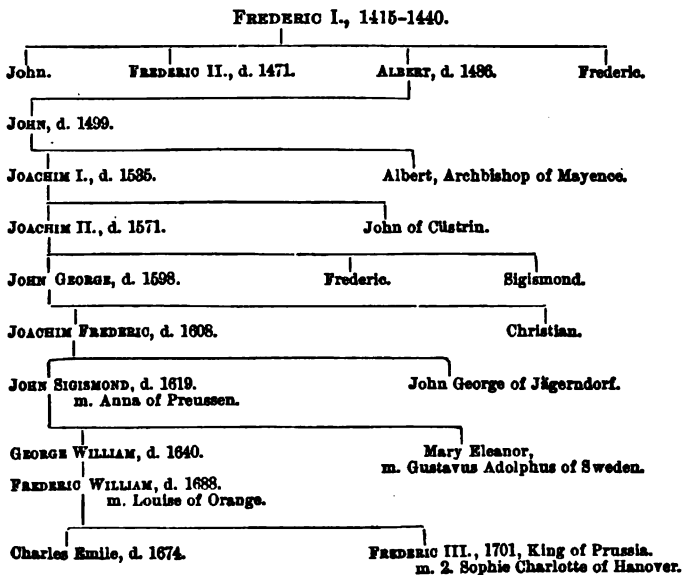 FREDERIC I., 1415-1440.
John. FREDERIC II., d. 1471. ALBERT, d. 1486. Frederic.
JOHN, d. 1499.
JOACHIM I., d. 1535. Albert, Archbishop of Mayence.
JOACHIM II., d. 1571. John of Cüstrin.
JOHN GEORGE, d. 1598. Frederic. Sigismond.
JOACHIM FREDERIC, d. 1608. Christian.
JOHN SIGISMOND, d. 1619. John George of Jägerndorf.
m. Anna of Preussen.
GEORGE WILLIAM, d. 1640. Mary Eleanor,
m. Gustavus Adolphus of Sweden.
FREDERIC WILLIAM, d. 1688.
m. Louise of Orange.
Charles Emile, d. 1674. FREDERIC III., 1701, King of Prussia.
m. 2. Sophie Charlotte of Hanover.